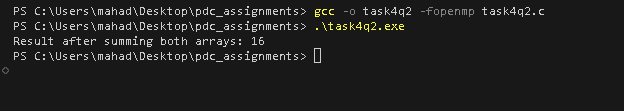 PS C:\Users\mahad\Desktop\pdc_assignments> gcc -o task4q2 -fopenmp task4q2.c
PS C:\Users\mahad\Desktop\pdc_assignments> .\task4q2.exe
Result after summing both arrays: 16
PS C:\Users\mahad\Desktop\pdc_assignments>